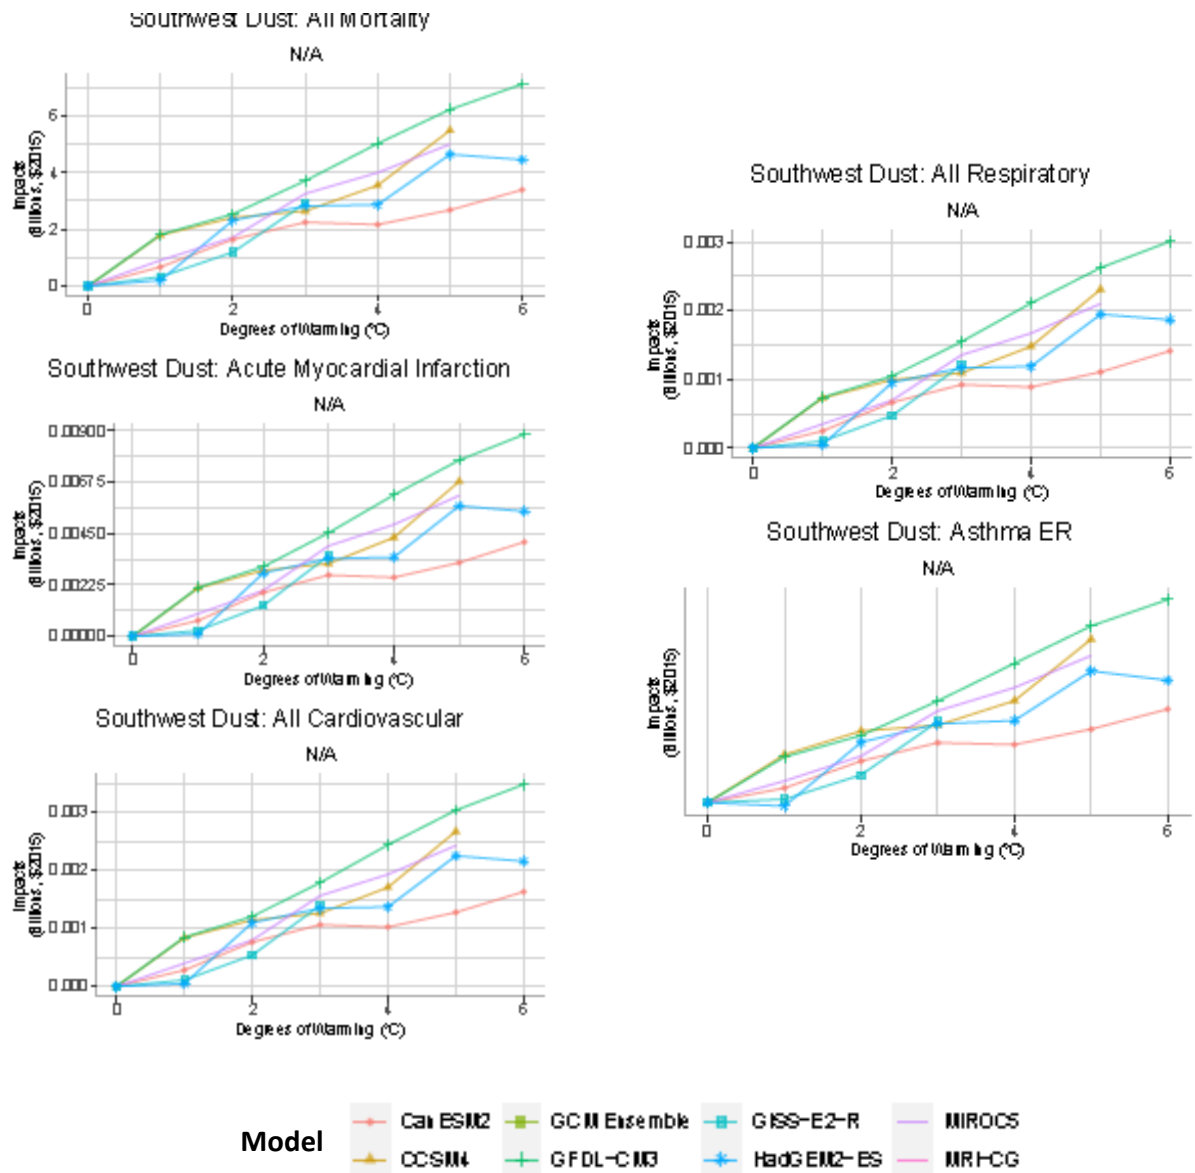 Southwest Dust: All Mortality
N/A
6
4
2
0
Impacts
(Billions, $2015)
0
2
4
6
Degrees of Warming (°C)
Southwest Dust: Acute Myocardial Infarction
N/A
0.00900
0.00675
0.00450
0.00225
0.00000
Impacts
(Billions, $2015)
0
2
4
6
Degrees of Warming (°C)
Southwest Dust: All Cardiovascular
N/A
0.003
0.002
0.001
0.000
Impacts
(Billions, $2015)
0
2
4
6
Degrees of Warming (°C)
Southwest Dust: All Respiratory
N/A
0.003
0.002
0.001
0.000
Impacts
(Billions, $2015)
0
2
4
6
Degrees of Warming (°C)
Southwest Dust: Asthma ER
N/A
Impacts
(Billions, $2015)
0
2
4
6
Degrees of Warming (°C)
Model
CanESM2
GCM Ensemble
GISS-E2-R
MIROC5
CCSM4
GFDL-CM3
HadGEM2-ES
MRI-CG